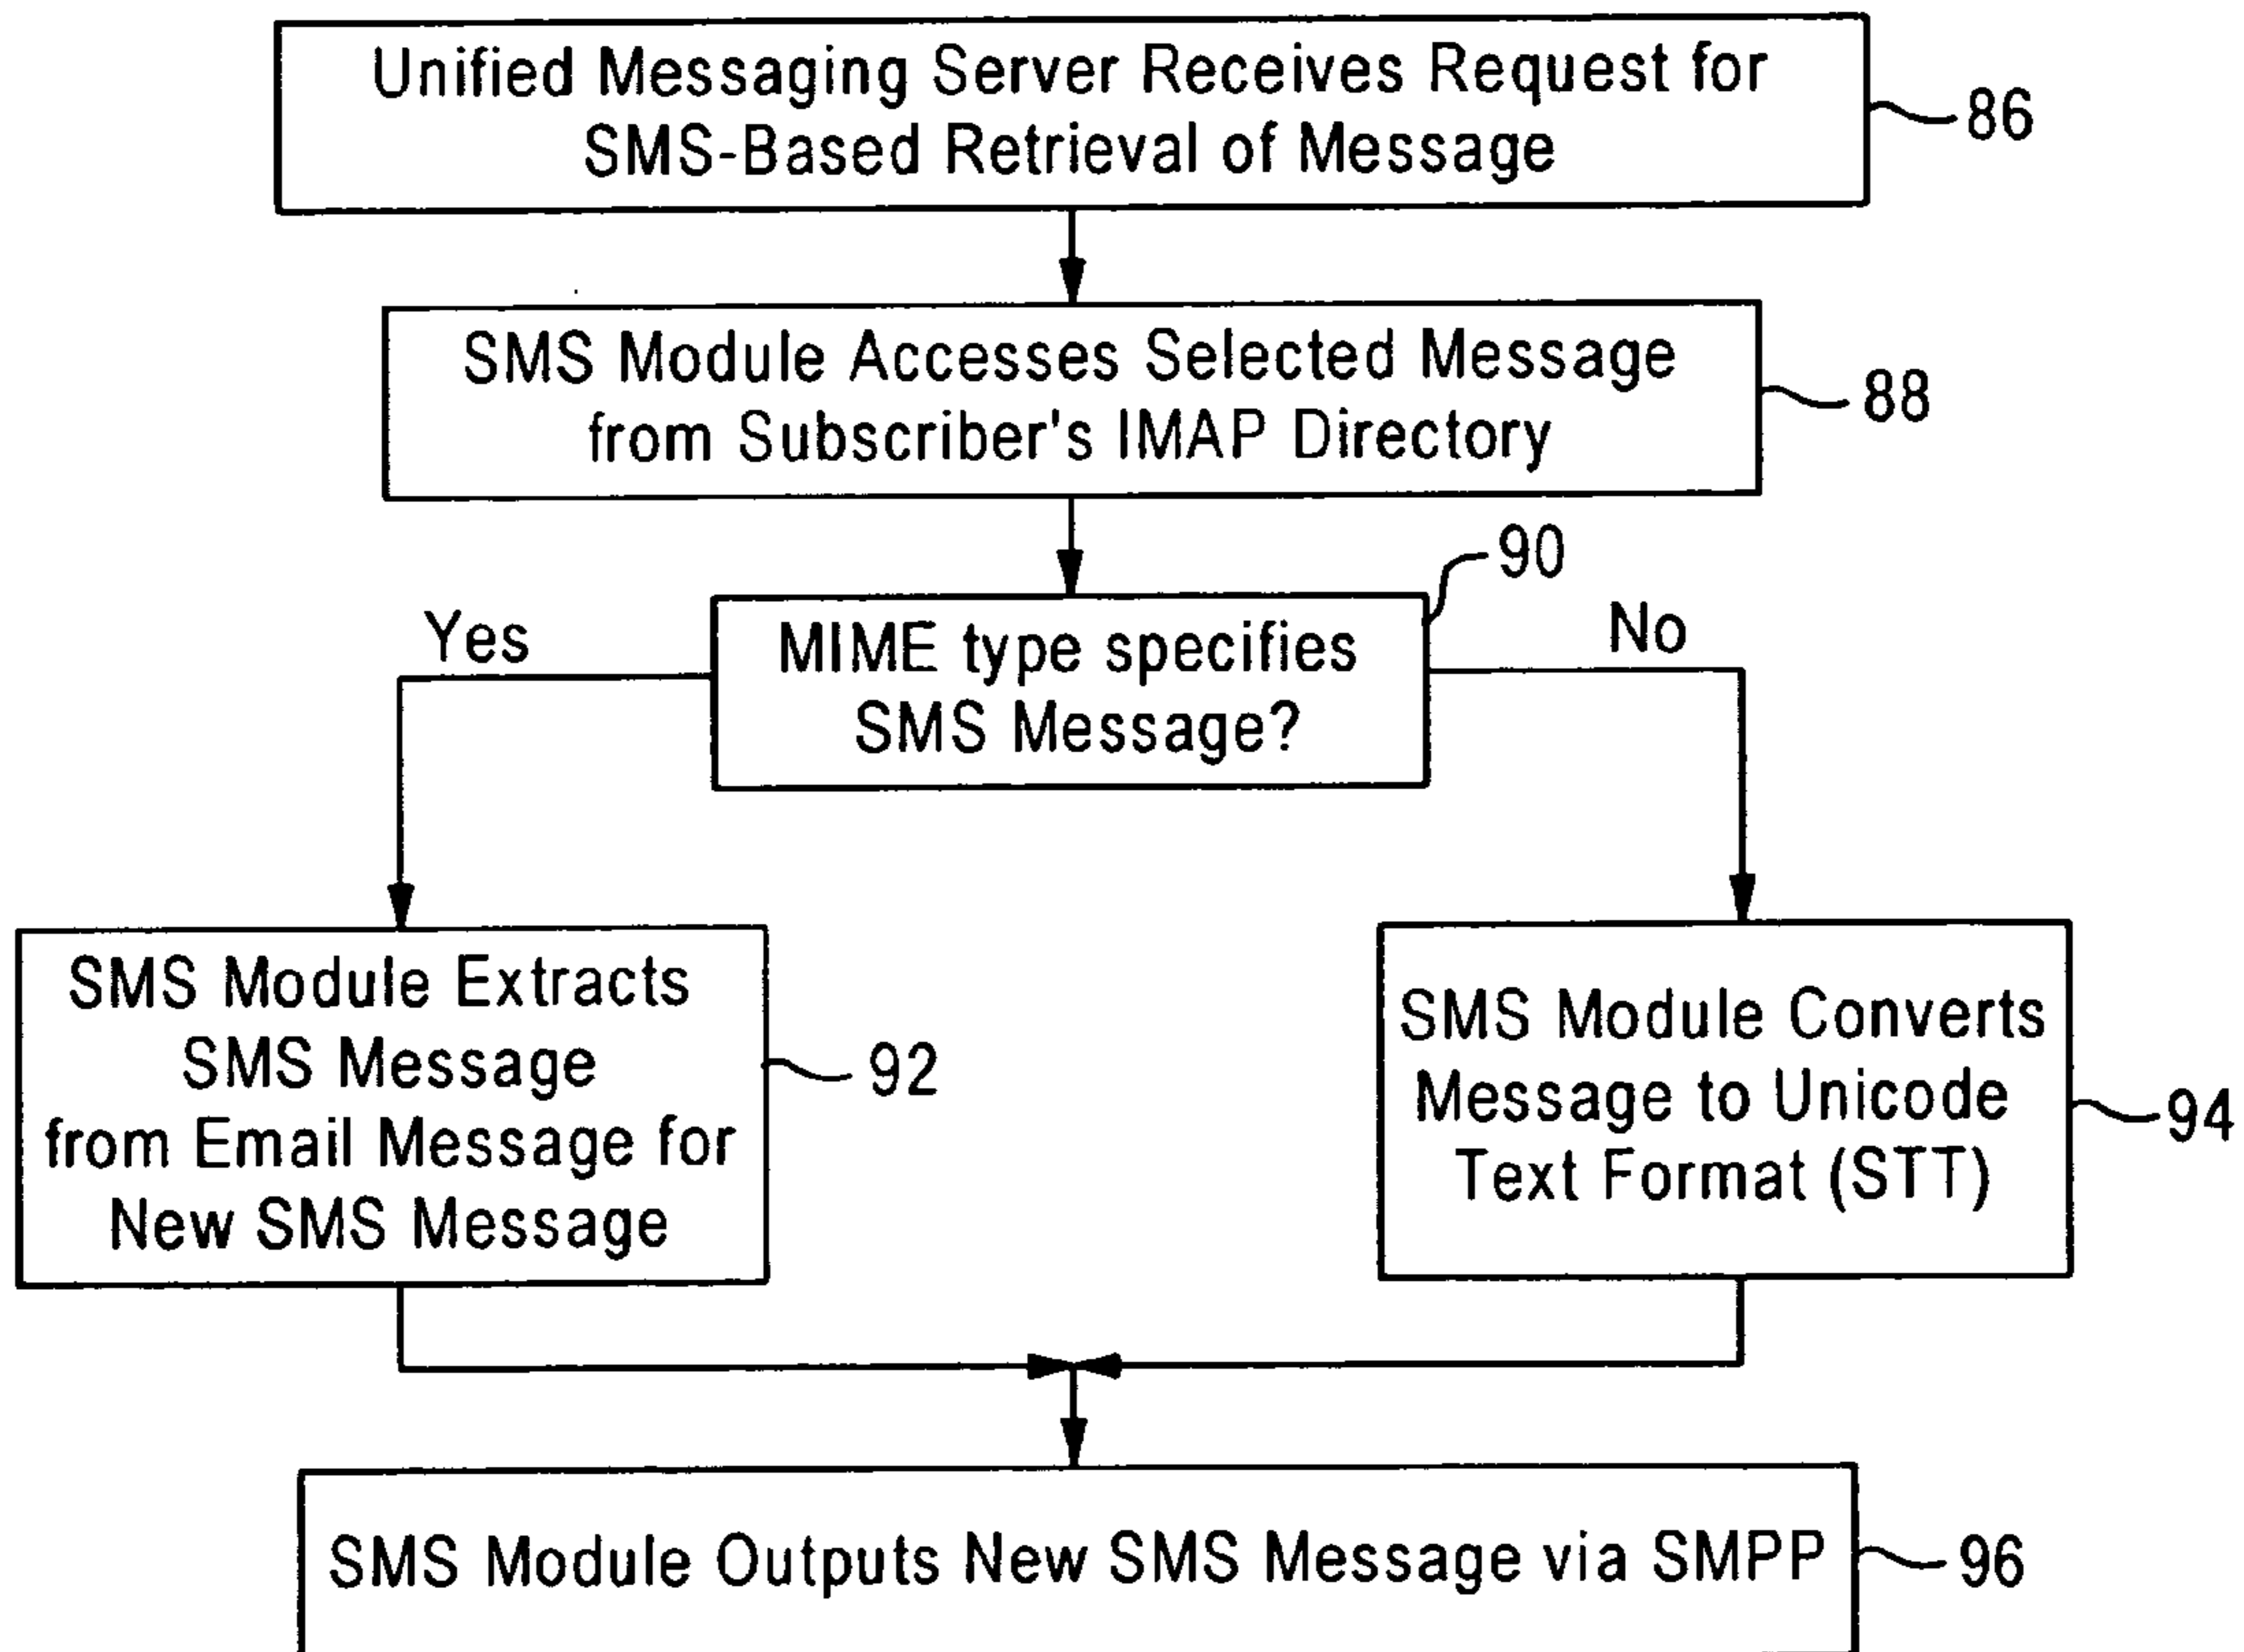 Unified Messaging Server Receives Request for
SMS-Based Retrieval of Message
86
SMS Module Accesses Selected Message
from Subscriber's IMAP Directory
88
90
Yes
MIME type specifies
SMS Message?
No
SMS Module Extracts
SMS Message
from Email Message for
New SMS Message
92
SMS Module Converts
Message to Unicode
Text Format (STT)
94
SMS Module Outputs New SMS Message via SMPP
96